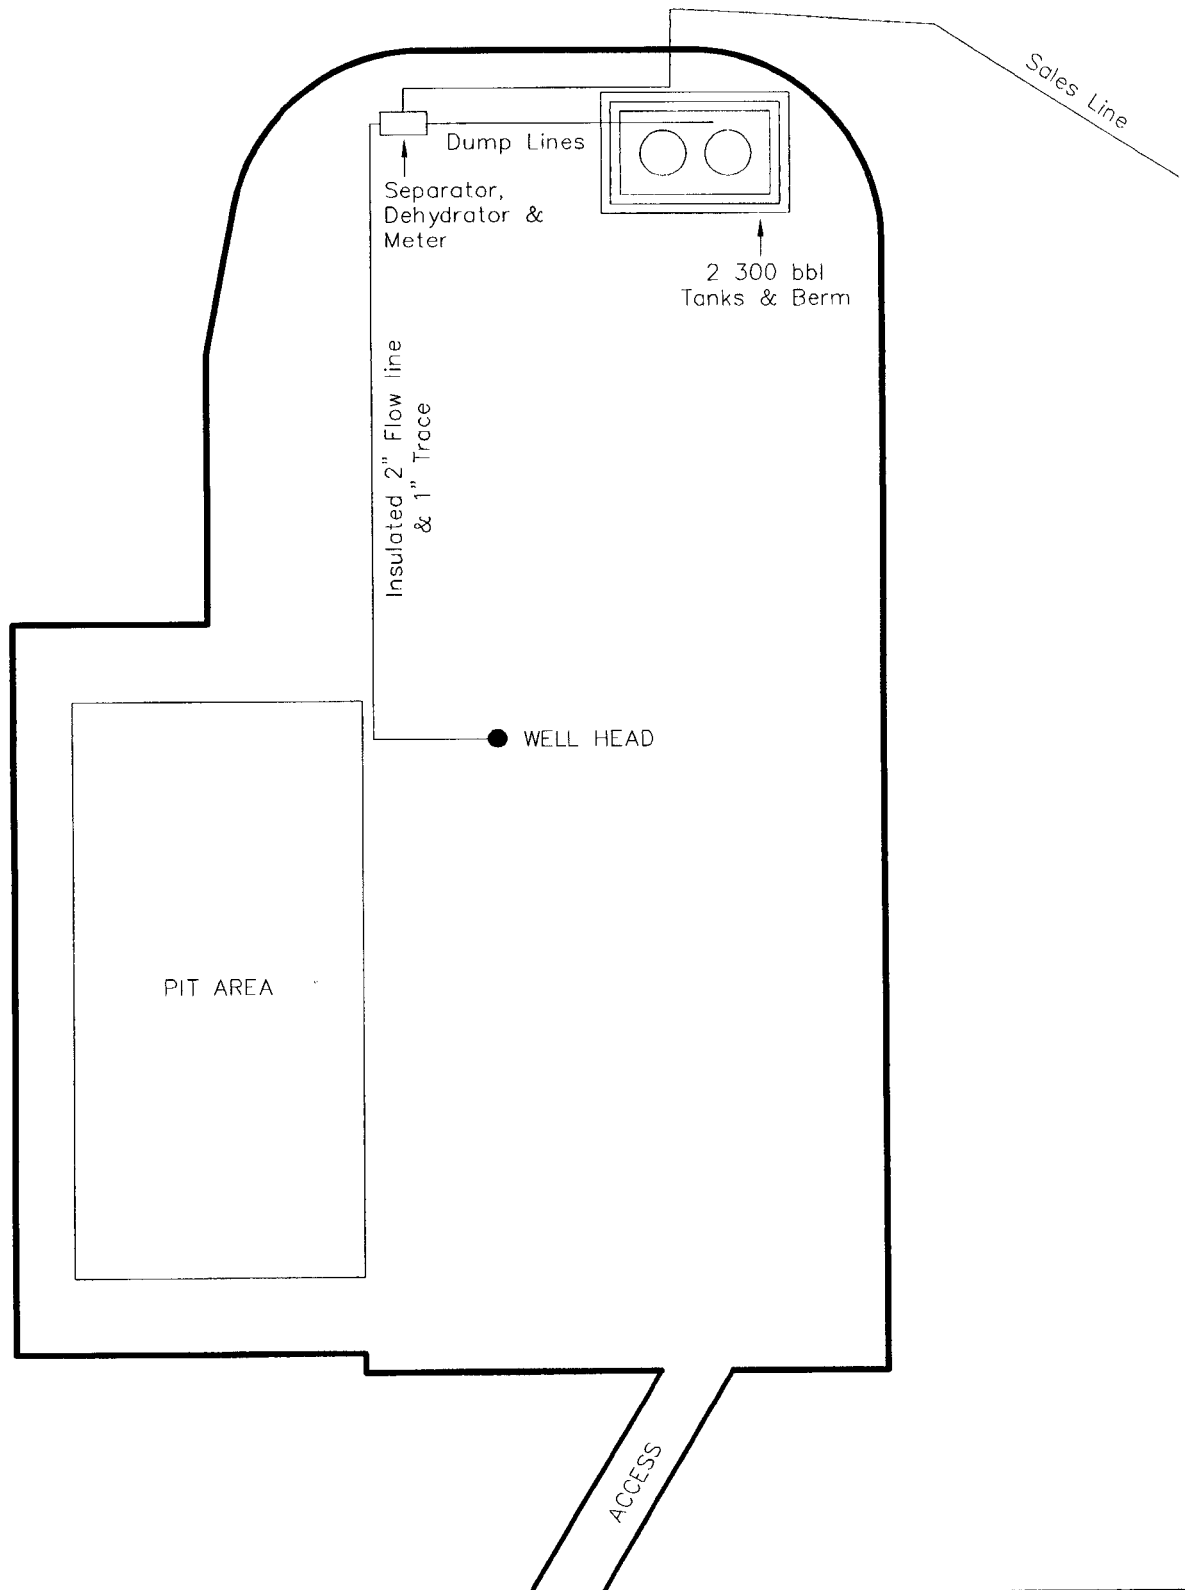 Sales Line
Dump Lines
Separator,
Dehydrator &
Meter
2 300 bbl
Tanks & Berm
Insulated 2" Flow line
& 1" Trace
WELL HEAD
PIT AREA
ACCESS